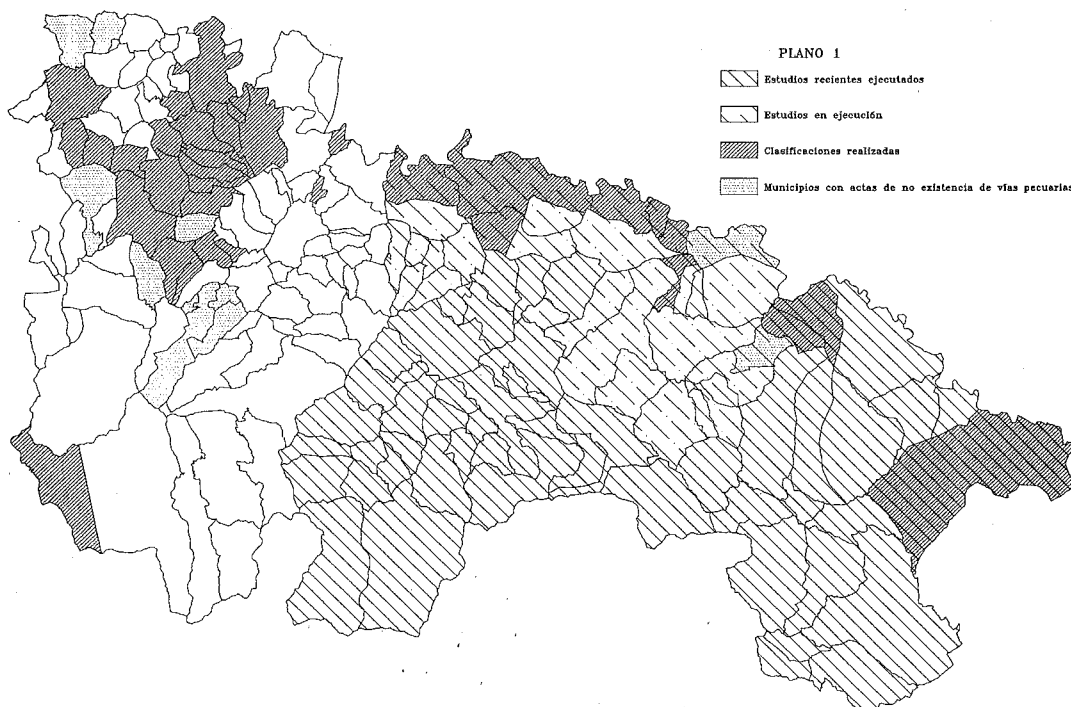 PLANO 1
Estudios recientes ejecutados
Estudios en ejecución
Clasificaciones realizadas
Municipios con actas de no existencia de vías pecuarias